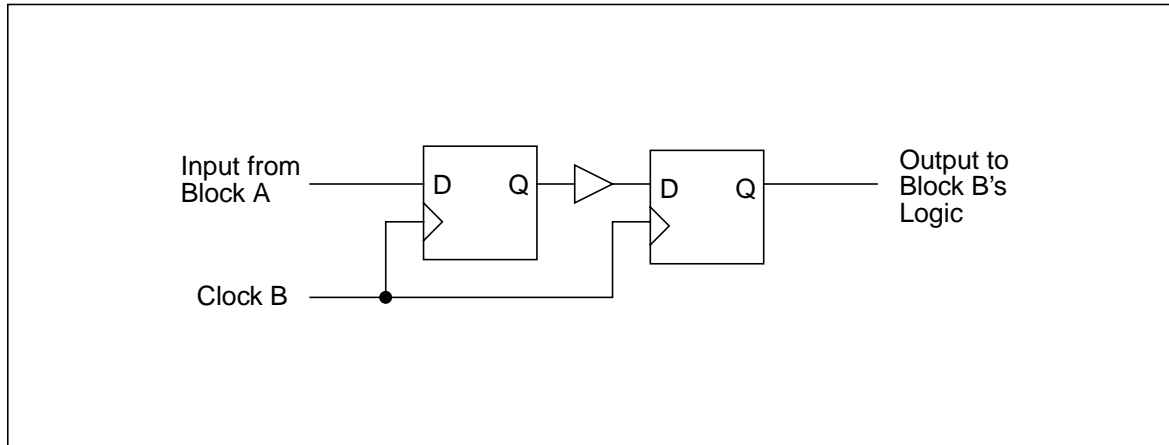 Input from
Block A
D
Q
D
Q
Output to
Block B’s
Logic
Clock B